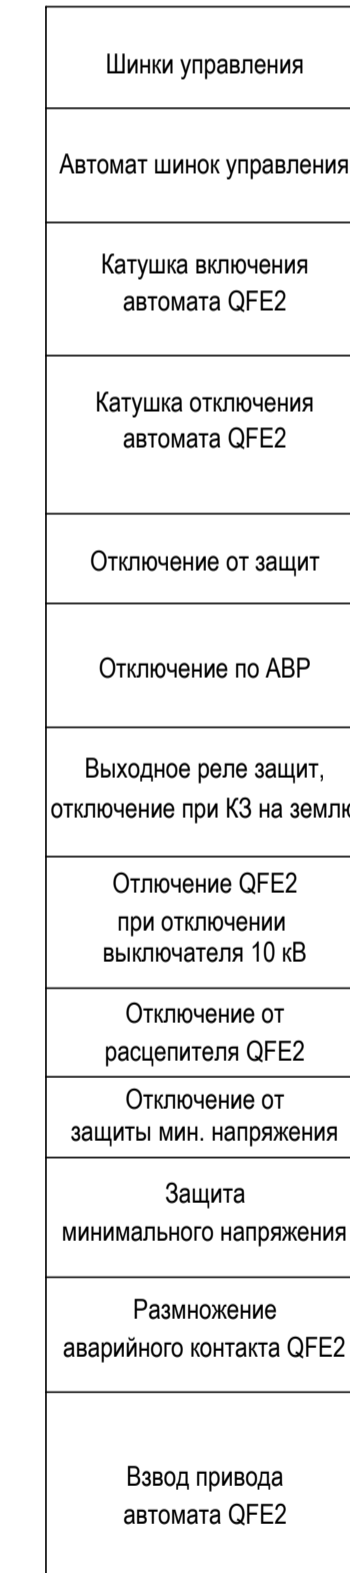 Шинки управления
Автомат шинок управления
Катушка включения
автомата QFE2
Катушка отключения
автомата QFE2
Отключение от защит
Отключение по АВР
Выходное реле защит,
отключение при КЗ на землю
Отлючение QFE2
при отключении
выключателя 10 кВ
Отключение от
расцепителя QFE2
Отключение от
защиты мин. напряжения
Защита
минимального напряжения
Размножение
аварийного контакта QFE2
Взвод привода
автомата QFE2